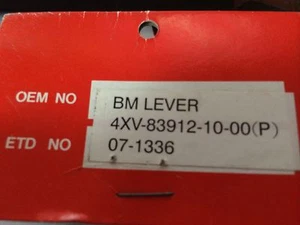 BM LEVER
OEM NO 4XV-83912-10-00(P)
ETD NO 07-1336